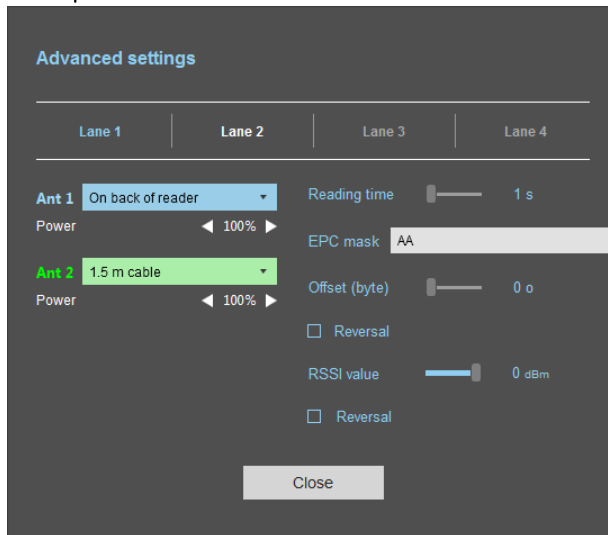 Advanced settings
Lane 1 Lane 2 Lane 3 Lane 4
Ant 1 On back of reader
Power 100%
Ant 2 1.5 m cable
Power 100%
Reading time 1 s
EPC mask AA
Offset (byte) 0 o
Reversal
RSSI value 0 dBm
Reversal
Close